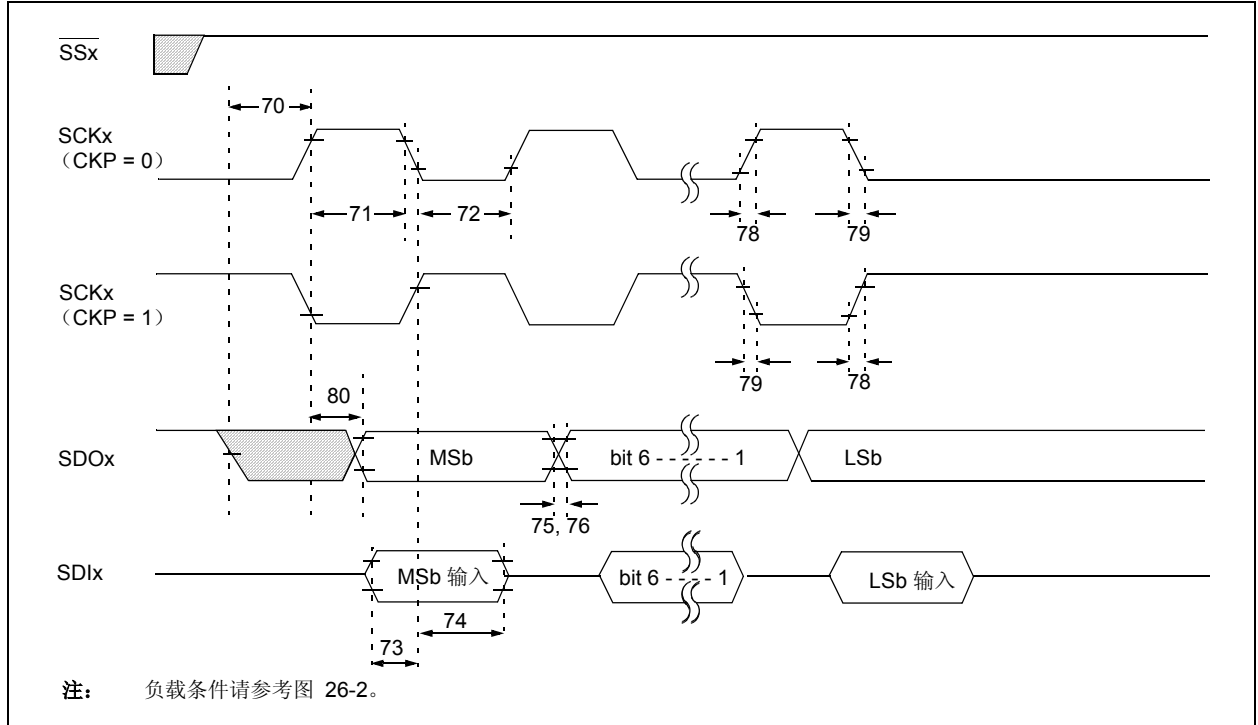 SSx
70
SCKx
（CKP = 0）
71
72
78
79
SCKx
（CKP = 1）
79
78
80
SDOx
MSb
bit 6 - - - - - - 1
LSb
75, 76
SDIx
MSb 输入
bit 6 - - - - 1
LSb 输入
74
73
注： 负载条件请参考图 26-2。